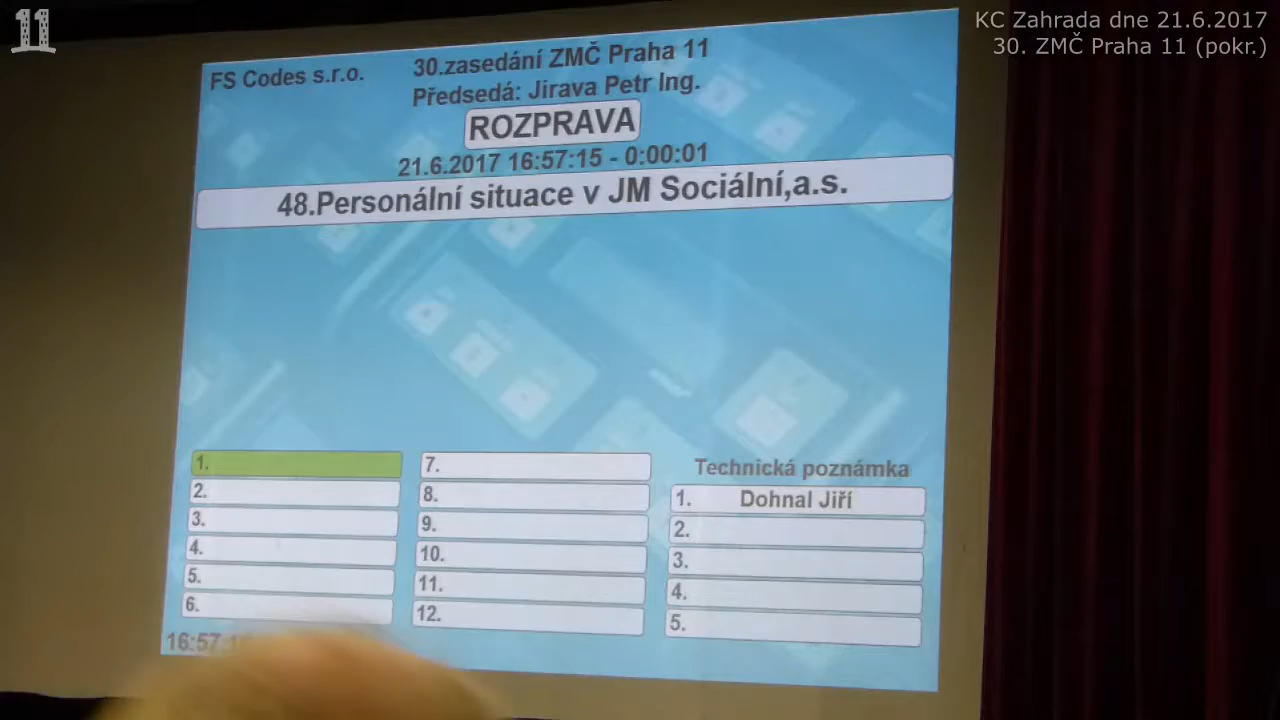 11
KC Zahrada dne 21.6.2017
30. ZMČ Praha 11 (pokr.)
FS Codes s.r.o.
30.zasedání ZMČ Praha 11
Předsedá: Jirava Petr Ing.
ROZPRAVA
21.6.2017 16:57:15 - 0:00:01
48.Personální situace v JM Sociální,a.s.
1.
2.
3.
4.
5.
6.
7.
8.
9.
10.
11.
12.
Technická poznámka
1. Dohnal Jiří
2.
3.
4.
5.